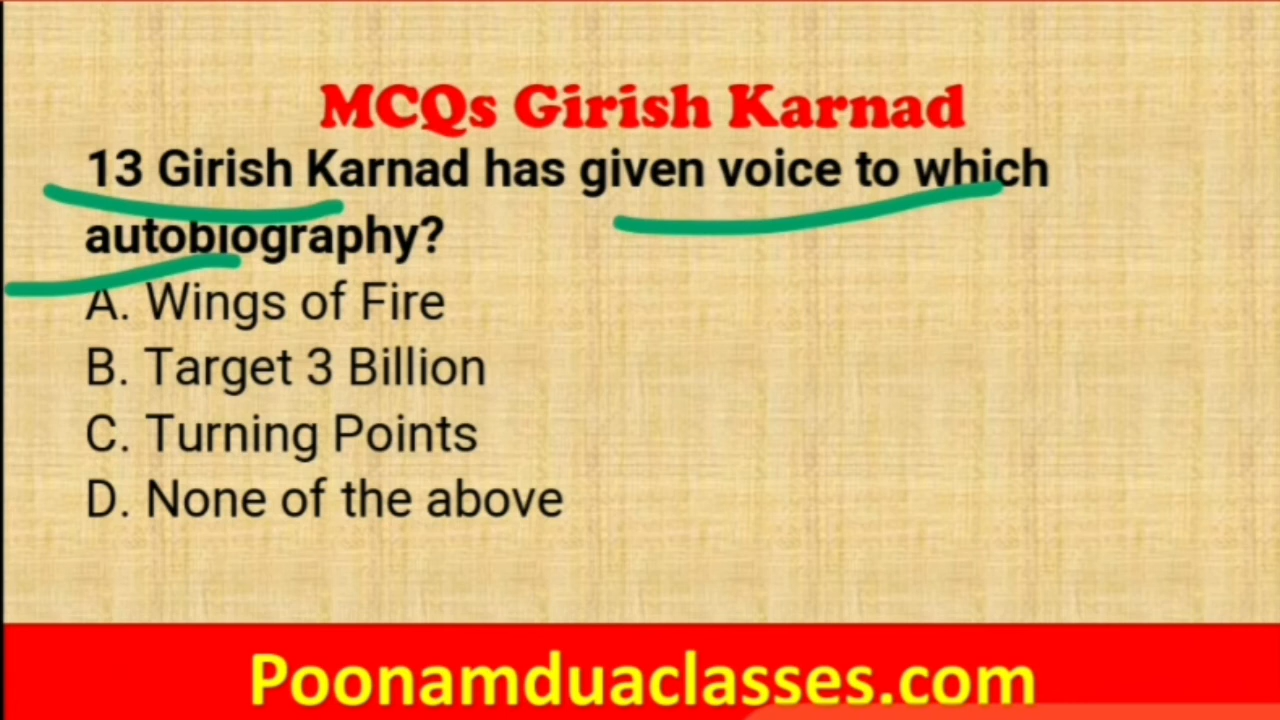 MCQs Girish Karnad
13 Girish Karnad has given voice to which
autobiography?
A. Wings of Fire
B. Target 3 Billion
C. Turning Points
D. None of the above
Poonamduaclasses.com